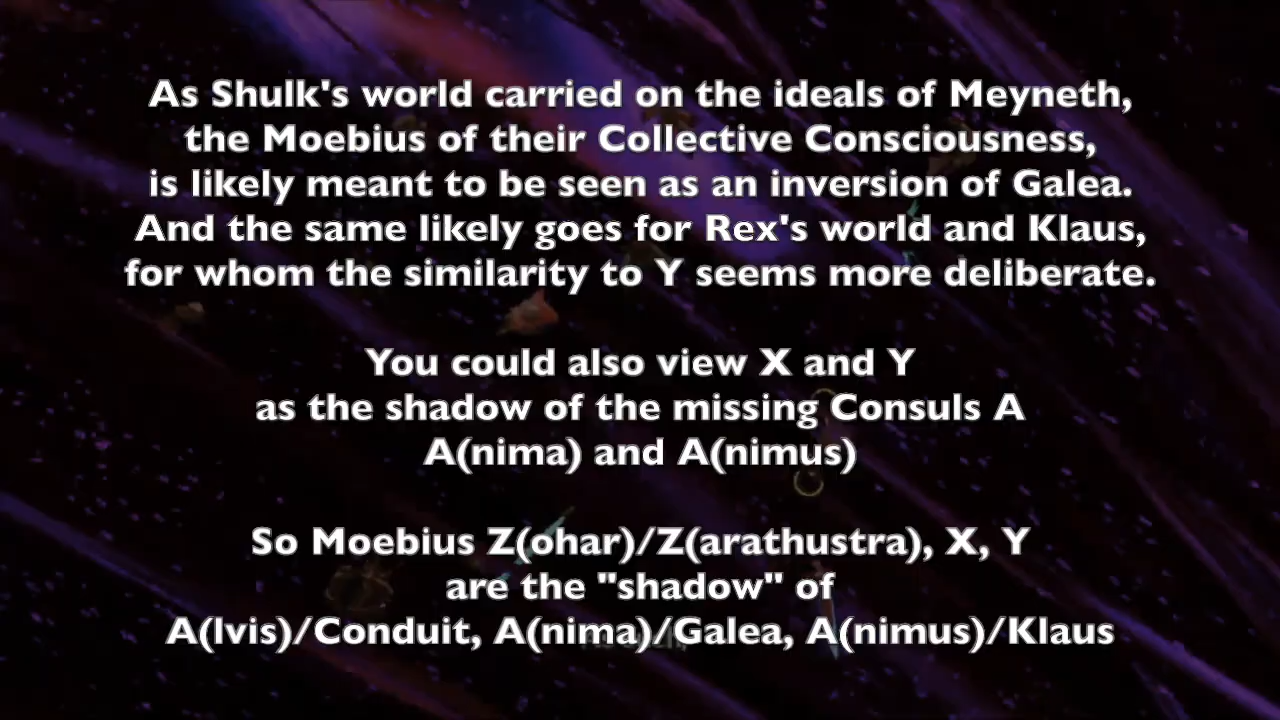 As Shulk's world carried on the ideals of Meyneth,
the Moebius of their Collective Consciousness,
is likely meant to be seen as an inversion of Galea.
And the same likely goes for Rex's world and Klaus,
for whom the similarity to Y seems more deliberate.
You could also view X and Y
as the shadow of the missing Consuls A
A(nima) and A(nimus)
So Moebius Z(ohar)/Z(arathustra), X, Y
are the "shadow" of
A(lvis)/Conduit, A(nima)/Galea, A(nimus)/Klaus